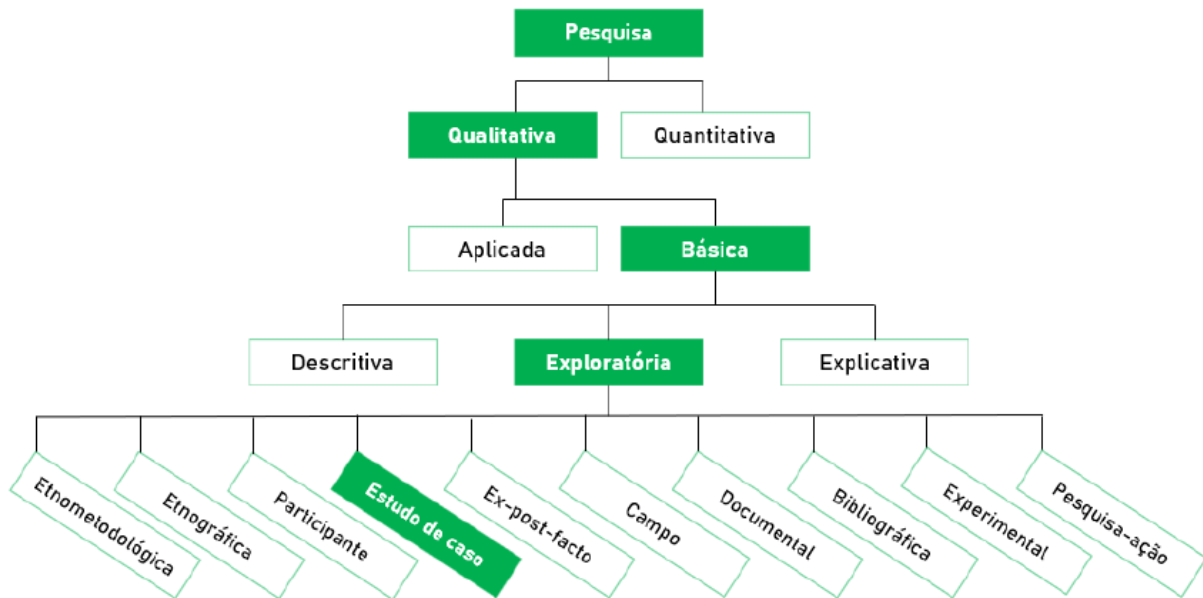 Pesquisa
Qualitativa
Quantitativa
Aplicada
Básica
Descritiva
Exploratória
Explicativa
Etnometodológica
Etnográfica
Participante
Estudo de caso
Ex-post-facto
Campo
Documental
Bibliográfica
Experimental
Pesquisa-ação